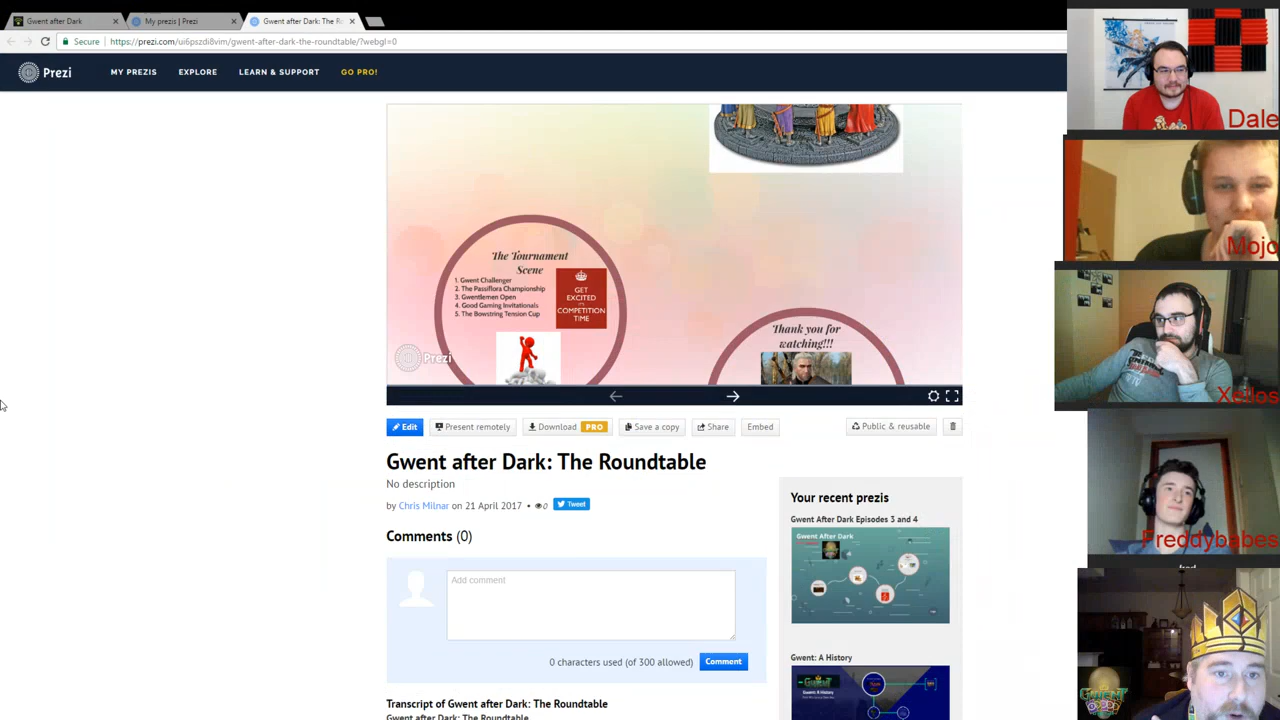 Gwent after Dark
My prezis | Prezi
Gwent after Dark: The Ro
Secure
https://prezi.com/ui6pszdi8vim/gwent-after-dark-the-roundtable/?webgl=0
Prezi
MY PREZIS
EXPLORE
LEARN & SUPPORT
GO PRO!
The Tournament
Scene
1. Gwent Challenger
2. The Passiflora Championship
3. Gwentlemen Open
4. Good Gaming Invitationals
5. The Bowstring Tension Cup
GET
EXCITED
COMPETITION
TIME
Thank you for
watching!!!
Prezi
Edit
Present remotely
Download PRO
Save a copy
Share
Embed
Public & reusable
Gwent after Dark: The Roundtable
No description
by Chris Milnar on 21 April 2017 • 0
Tweet
Comments (0)
Add comment
0 characters used (of 300 allowed)
Comment
Transcript of Gwent after Dark: The Roundtable
Gwent after Dark: The Roundtable
Your recent prezis
Gwent After Dark Episodes 3 and 4
Gwent After Dark
Gwent: A History
Dale
Mojo
Xellos
Freddybabes
fred
GWENT